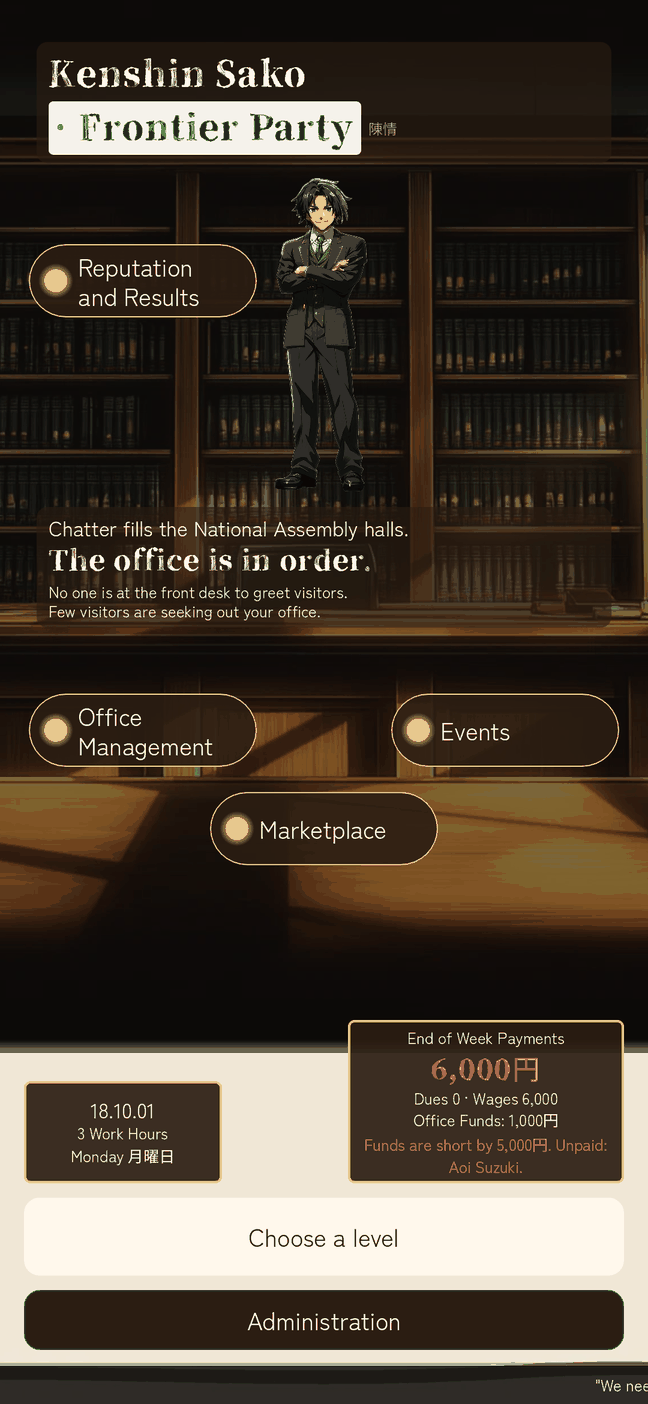 Kenshin Sako
· Frontier Party 陳情
Reputation
and Results
Chatter fills the National Assembly halls.
The office is in order.
No one is at the front desk to greet visitors.
Few visitors are seeking out your office.
Office
Management
Events
Marketplace
End of Week Payments
6,000円
Dues 0 · Wages 6,000
Office Funds: 1,000円
Funds are short by 5,000円. Unpaid:
Aoi Suzuki.
18.10.01
3 Work Hours
Monday 月曜日
Choose a level
Administration
"We nee